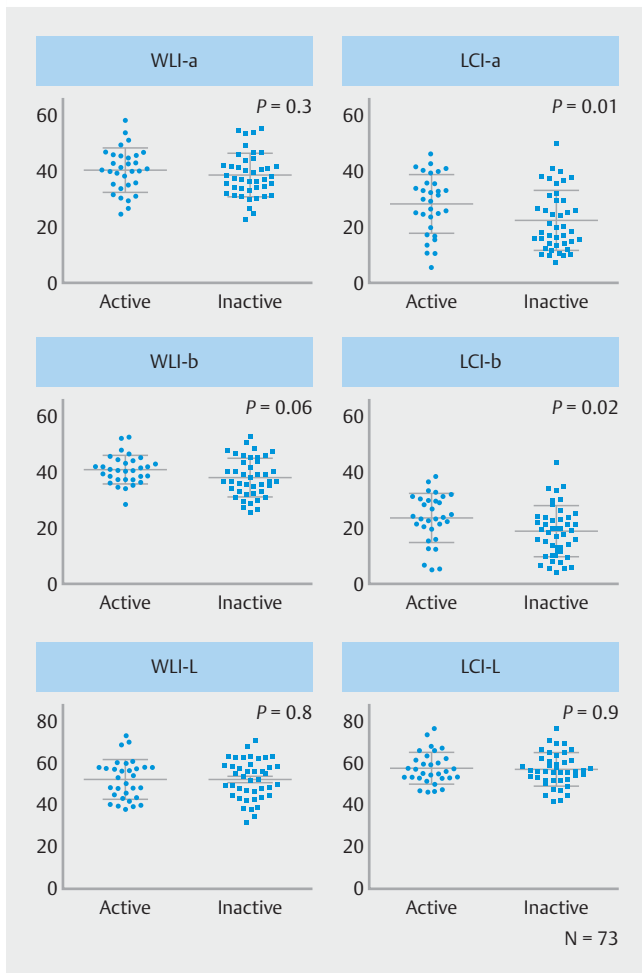 WLI-a
P = 0.3
60
40
20
0
Active Inactive
LCI-a
P = 0.01
60
40
20
0
Active Inactive
WLI-b
P = 0.06
60
40
20
0
Active Inactive
LCI-b
P = 0.02
60
40
20
0
Active Inactive
WLI-L
P = 0.8
80
60
40
20
0
Active Inactive
LCI-L
P = 0.9
80
60
40
20
0
Active Inactive
N = 73